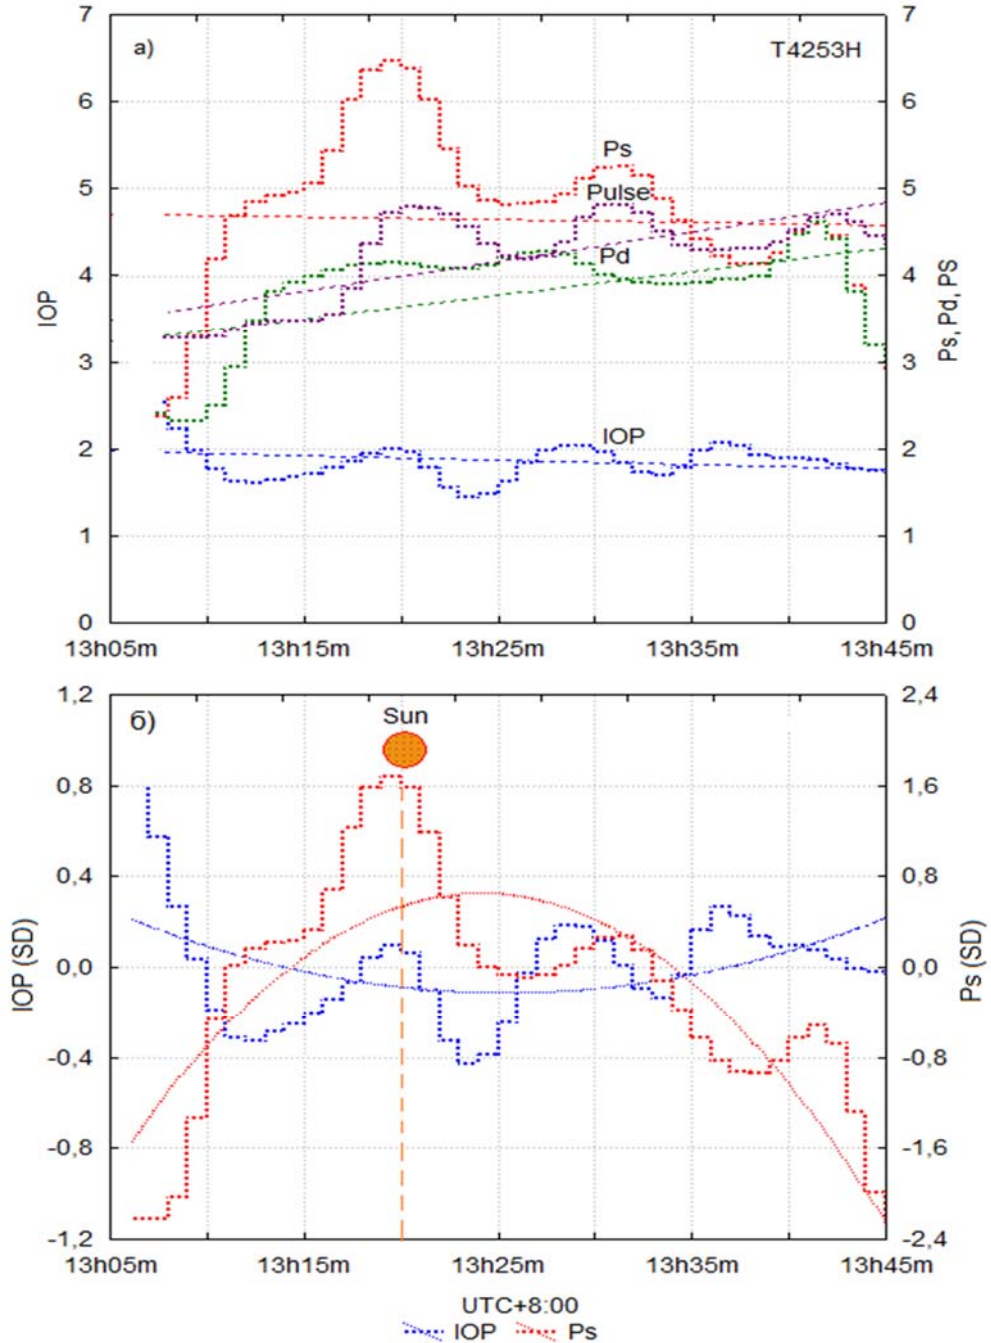 7
7
а)
T4253H
6
6
Ps
5
5
Pulse
Pd
4
4
IOP
Ps, Pd, PS
3
3
IOP
2
2
1
1
0
0
13h05m
13h15m
13h25m
13h35m
13h45m
1,2
2,4
б)
Sun
0,8
1,6
0,4
0,8
IOP (SD)
0,0
0,0
Ps (SD)
-0,4
-0,8
-0,8
-1,6
-1,2
-2,4
13h05m
13h15m
13h25m
13h35m
13h45m
UTC+8:00
IOP
Ps